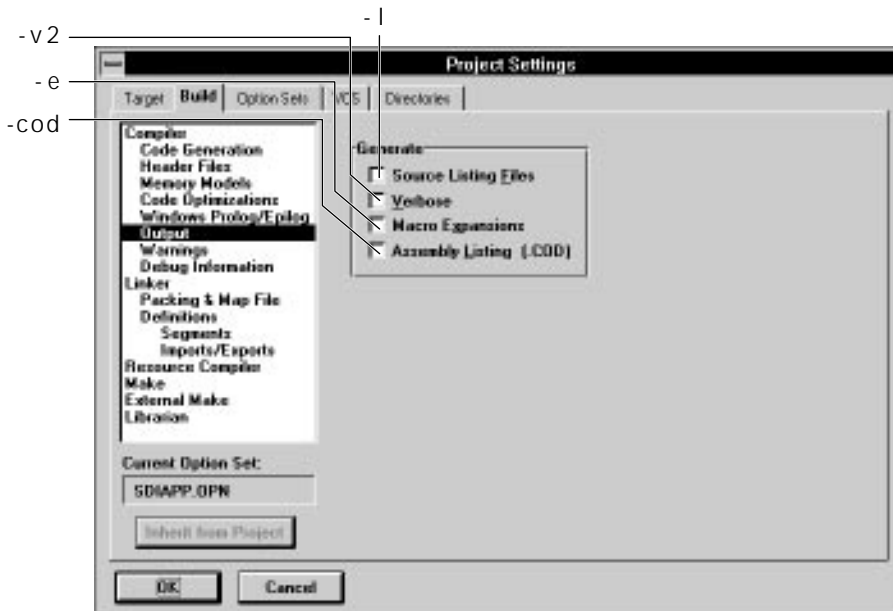 -l
-v2
Project Settings
-e
Target Build Option Sets VCS Directories
-cod
Compiler
Code Generation
Header Files
Memory Models
Code Optimizations
Windows Prolog/Epilog
Output
Warnings
Debug Information
Linker
Packing & Map File
Definitions
Segments
Imports/Exports
Resource Compiler
Make
External Make
Librarian
Generate
Source Listing Files
Verbose
Macro Expansions
Assembly Listing (.COD)
Current Option Set:
SDIAPP.OPN
Inherit from Project
OK Cancel